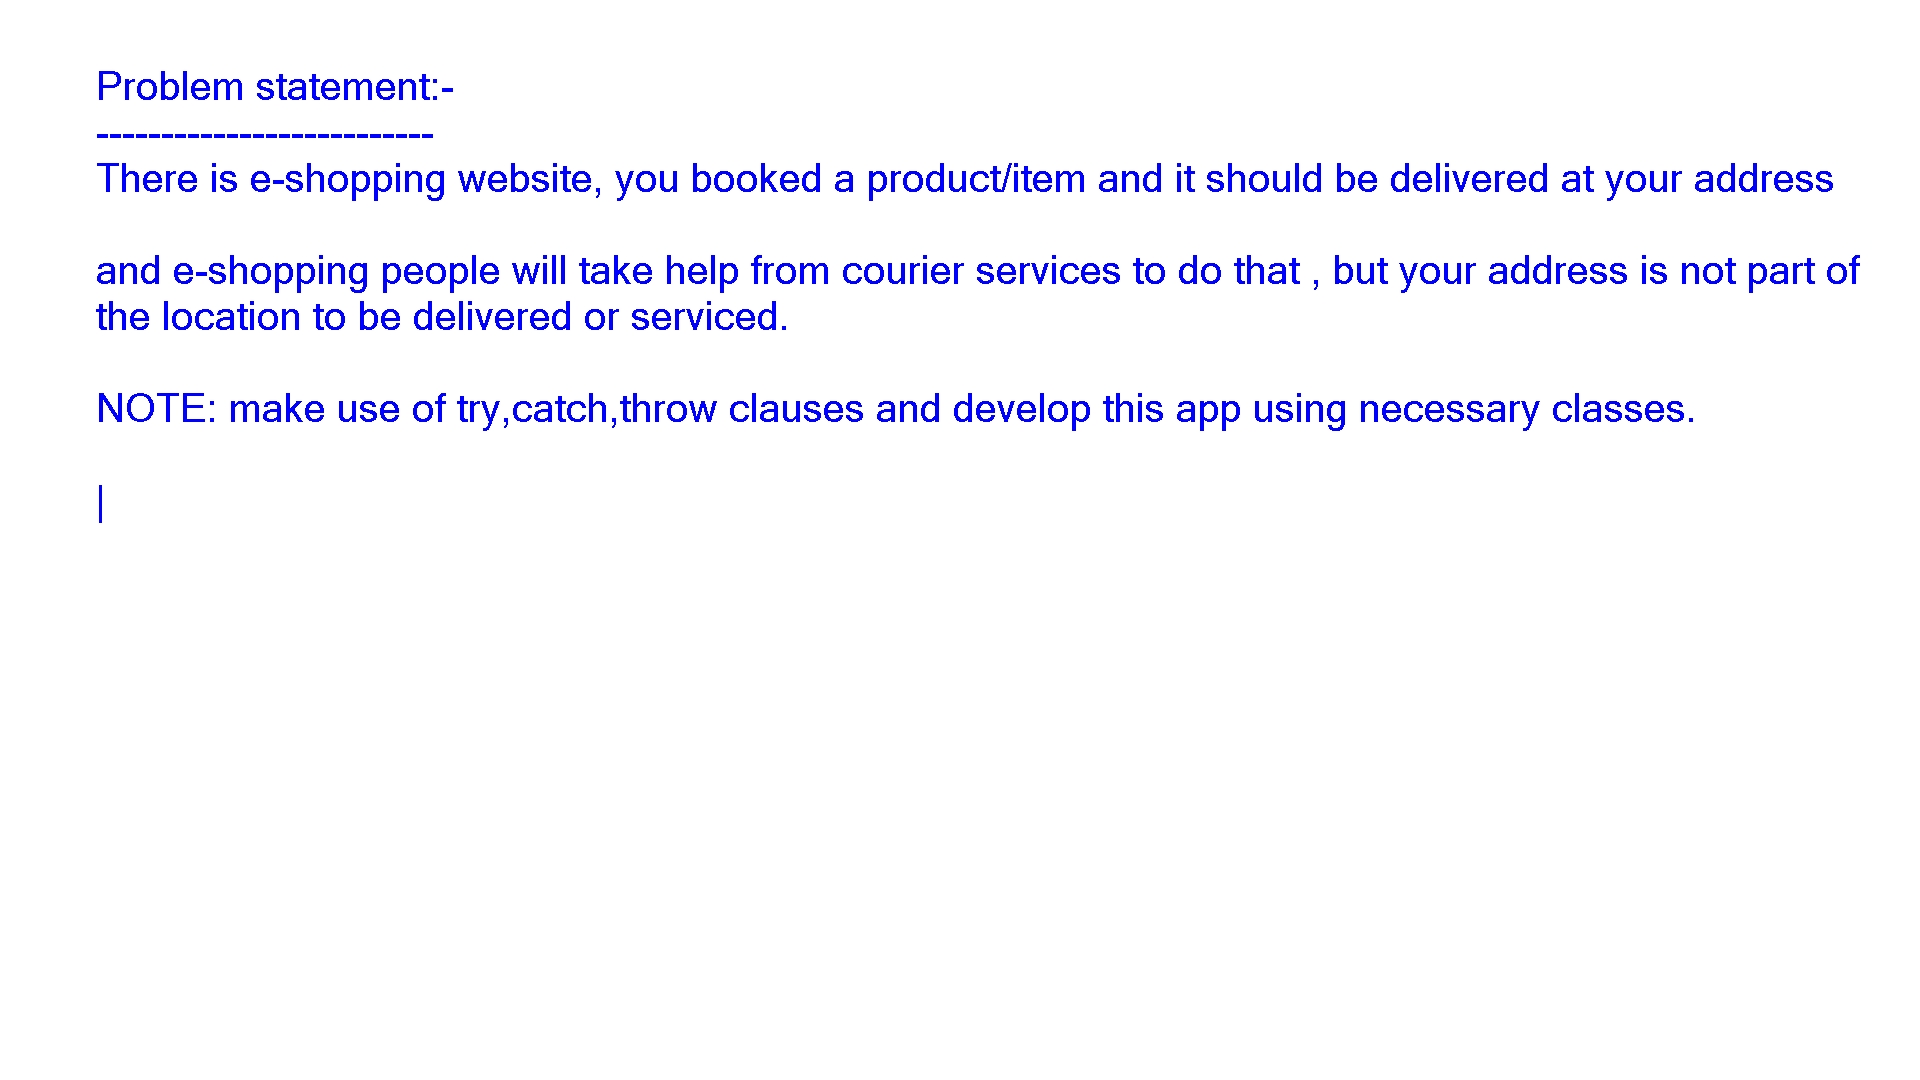 Problem statement:-
--------------------------
There is e-shopping website, you booked a product/item and it should be delivered at your address
and e-shopping people will take help from courier services to do that , but your address is not part of
the location to be delivered or serviced.
NOTE: make use of try,catch,throw clauses and develop this app using necessary classes.